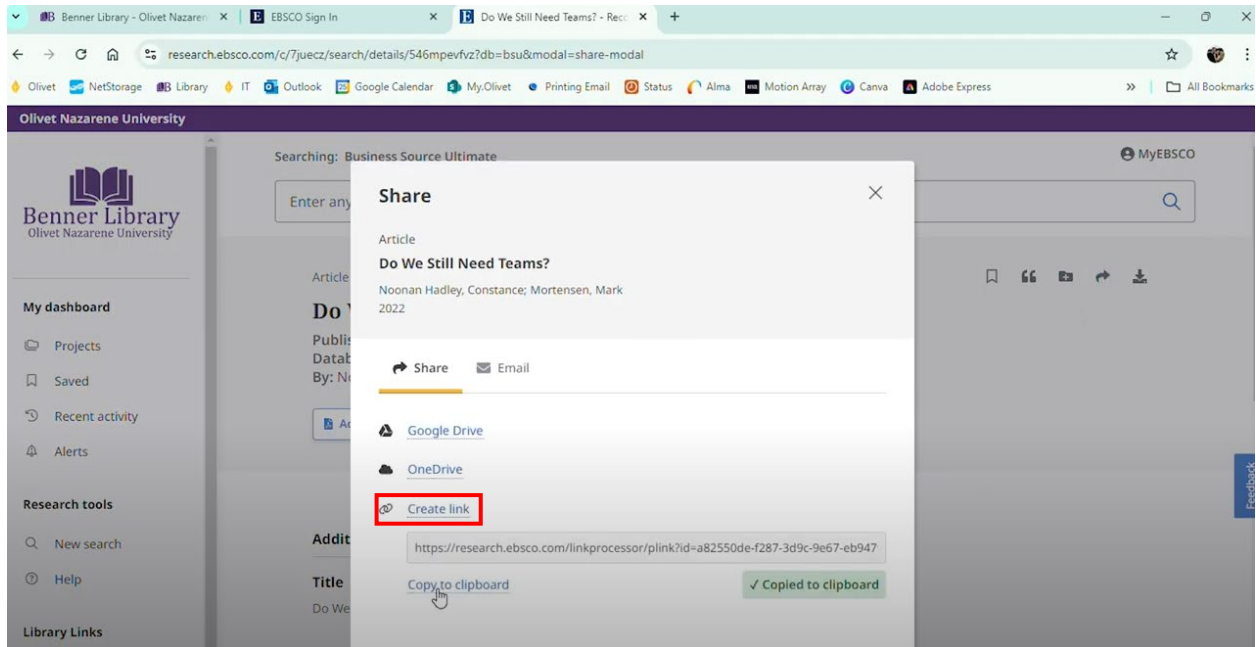 Benner Library - Olivet Nazaren
EBSCO Sign In
Do We Still Need Teams? - Rec
research.ebsco.com/c/7juecz/search/details/546mpevfvz?db=bsu&modal=share-modal
Olivet NetStorage Library IT Outlook Google Calendar My.Olivet Printing Email Status Alma Motion Array Canva Adobe Express » All Bookmarks
Olivet Nazarene University
Benner Library
Olivet Nazarene University
My dashboard
Projects
Saved
Recent activity
Alerts
Research tools
New search
Help
Library Links
Searching: Business Source Ultimate
MyEBSCO
Enter any
Article
Do
Publis
Datab
By: No
Ad
Addit
Title
Do We
Share
Article
Do We Still Need Teams?
Noonan Hadley, Constance; Mortensen, Mark
2022
Share Email
Google Drive
OneDrive
Create link
https://research.ebsco.com/linkprocessor/plink?id=a82550de-f287-3d9c-9e67-eb947
Copy to clipboard ✓ Copied to clipboard
Feedback